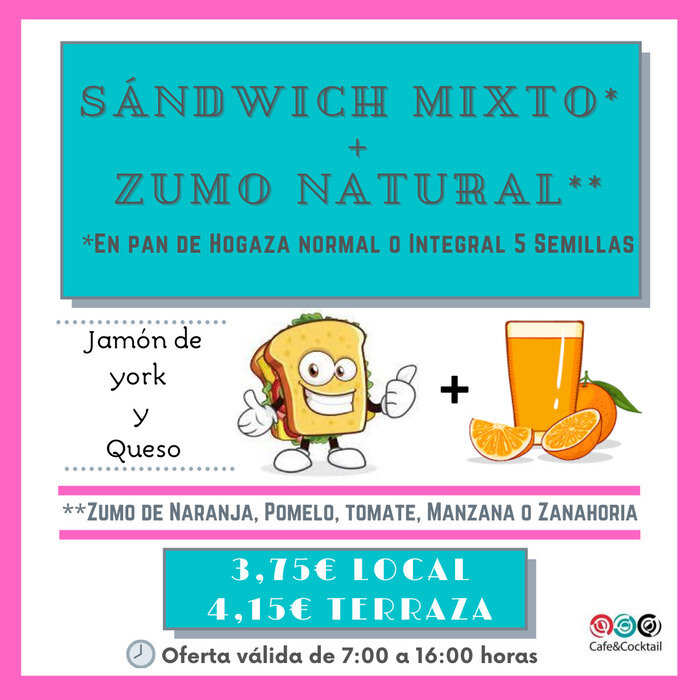 SÁNDWICH MIXTO*
+
ZUMO NATURAL**
*En pan de Hogaza normal o Integral 5 Semillas
Jamón de
york
y
Queso
+
**Zumo de Naranja, Pomelo, tomate, Manzana o Zanahoria
3,75€ LOCAL
4,15€ TERRAZA
Cafe&Cocktail
Oferta válida de 7:00 a 16:00 horas